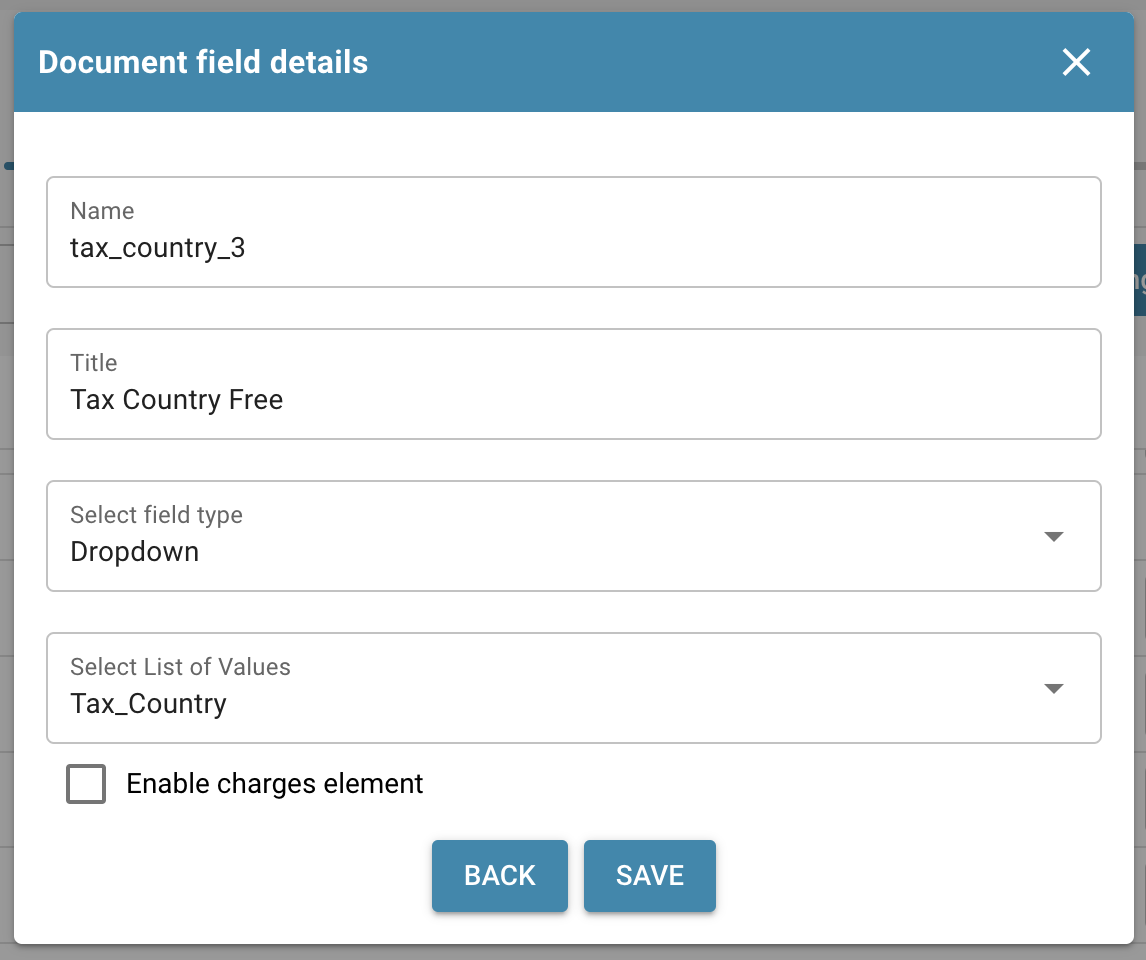 Document field details
Name
tax_country_3
Title
Tax Country Free
Select field type
Dropdown
Select List of Values
Tax_Country
Enable charges element
BACK
SAVE